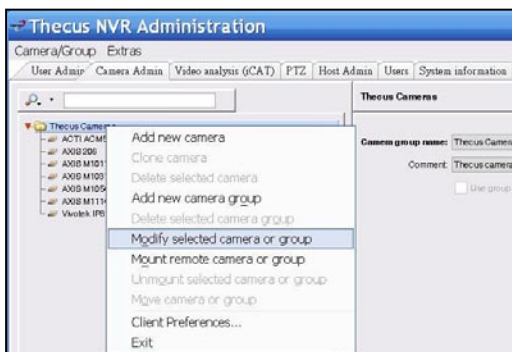 Thecus NVR Administration
Camera/Group Extras
User Admin Camera Admin Video analysis (iCAT) PTZ Host Admin Users System information
Thecus Cameras
Thecus Camera
ACTI ACM5
AXIS 206
AXIS M101
AXIS M103
AXIS M105
AXIS M111
Vivotek IP8
Add new camera
Clone camera
Delete selected camera
Add new camera group
Delete selected camera group
Modify selected camera or group
Mount remote camera or group
Unmount selected camera or group
Move camera or group
Client Preferences...
Exit
Camera group name: Thecus Camera
Comment: Thecus camera
Use group